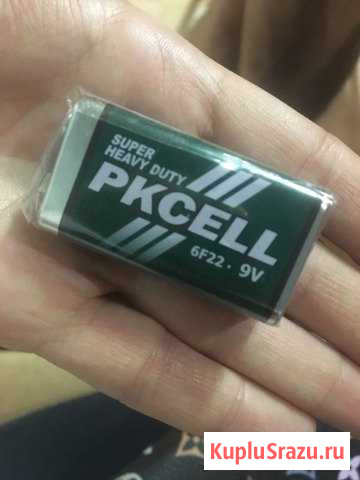 SUPER
HEAVY DUTY
PKCELL
6F22 · 9V
KupluSrazu.ru